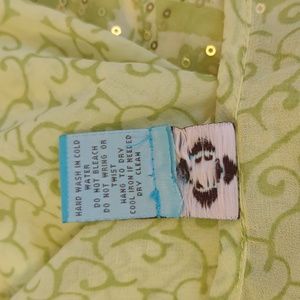 HAND WASH IN COLD
WATER
DO NOT BLEACH
DO NOT WRING OR
TWIST
HANG TO DRY
COOL IRON IF NEEDED
DRY CLEAN